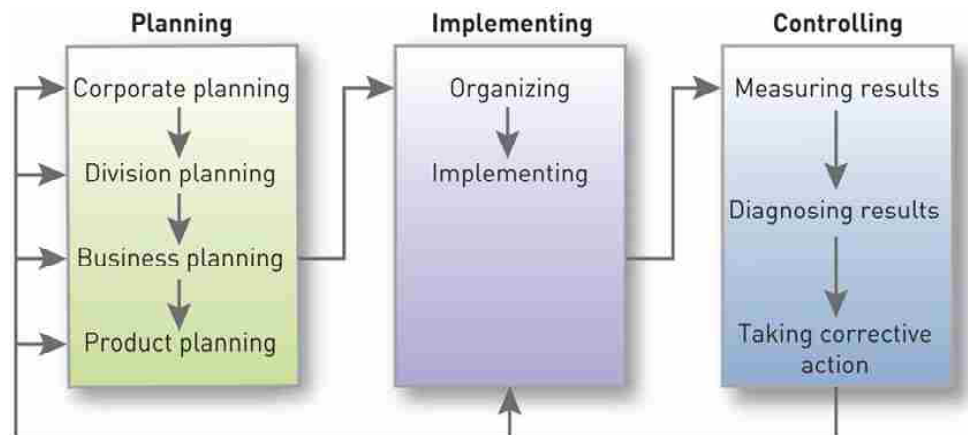 Planning
Corporate planning
Division planning
Business planning
Product planning
Implementing
Organizing
Implementing
Controlling
Measuring results
Diagnosing results
Taking corrective
action